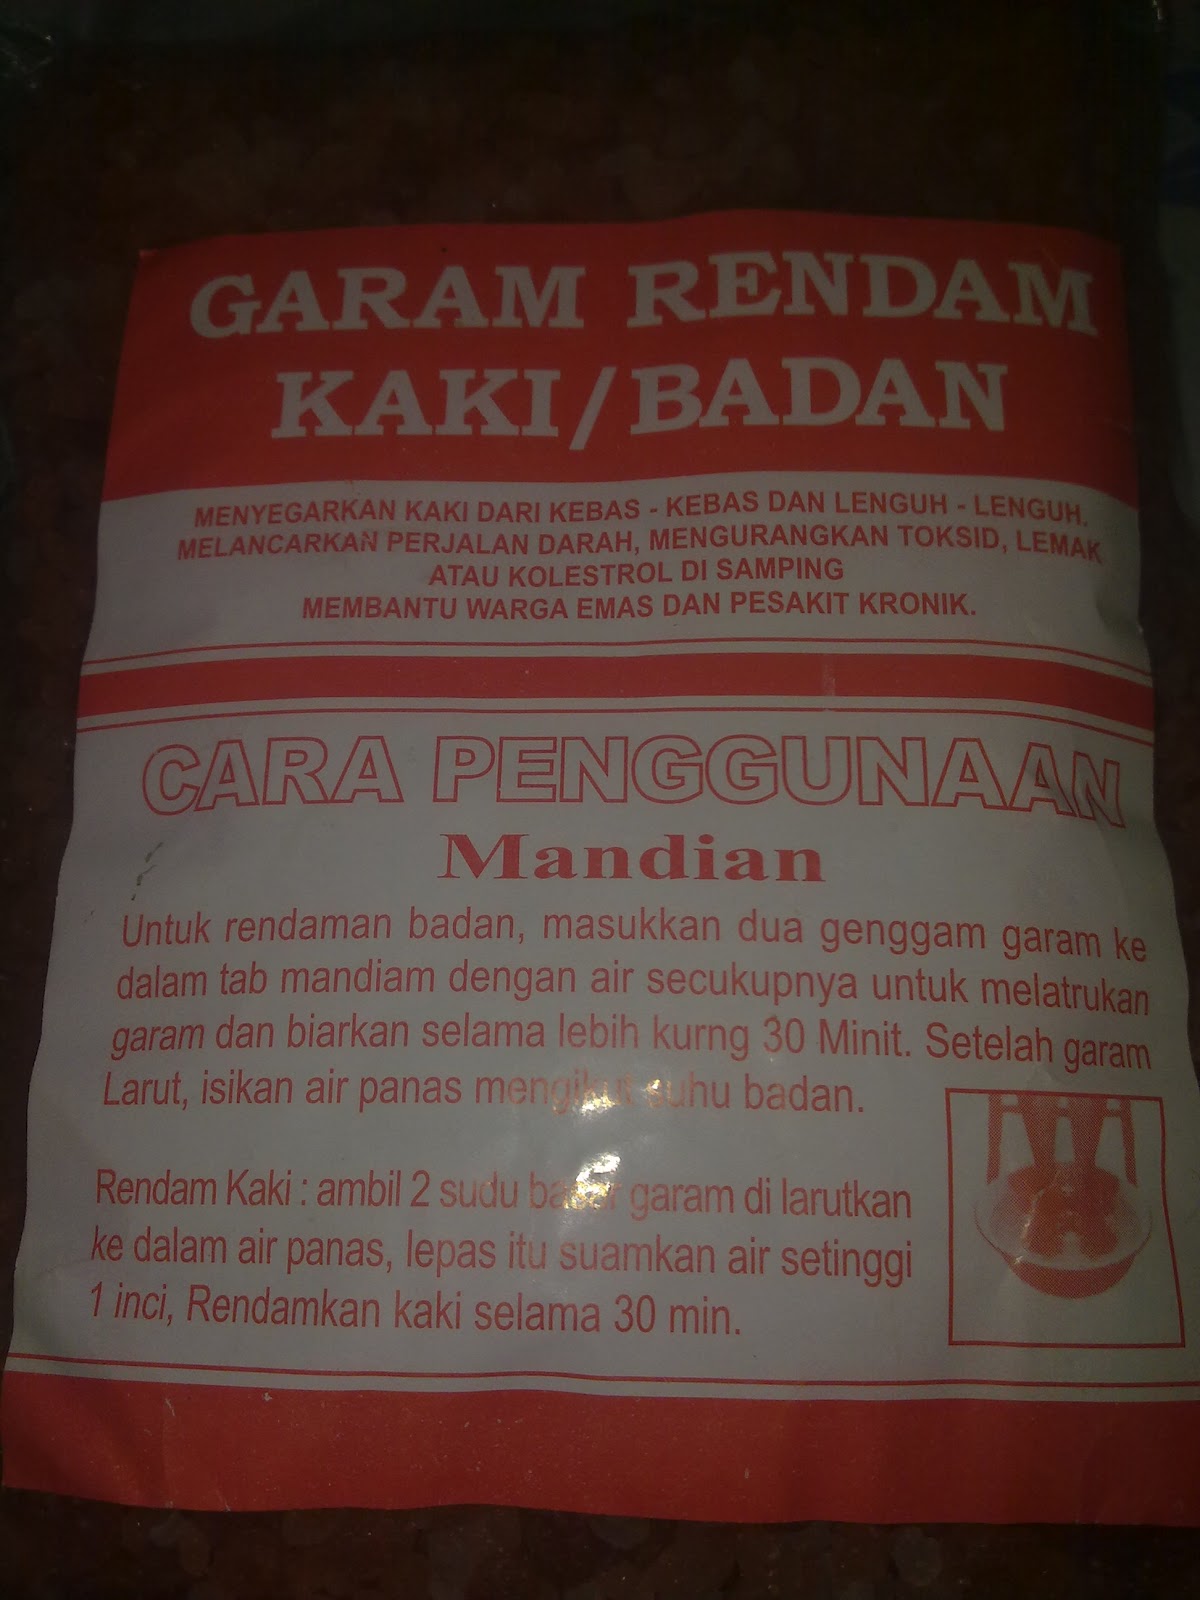 GARAM RENDAM
KAKI/BADAN
MENYEGARKAN KAKI DARI KEBAS - KEBAS DAN LENGUH - LENGUH.
MELANCARKAN PERJALAN DARAH, MENGURANGKAN TOKSID, LEMAK
ATAU KOLESTROL DI SAMPING
MEMBANTU WARGA EMAS DAN PESAKIT KRONIK.
CARA PENGGUNAAN
Mandian
Untuk rendaman badan, masukkan dua genggam garam ke
dalam tab mandiam dengan air secukupnya untuk melatrukan
garam dan biarkan selama lebih kurng 30 Minit. Setelah garam
Larut, isikan air panas mengikut suhu badan.
Rendam Kaki : ambil 2 sudu garam di larutkan
ke dalam air panas, lepas itu suamkan air setinggi
1 inci, Rendamkan kaki selama 30 min.